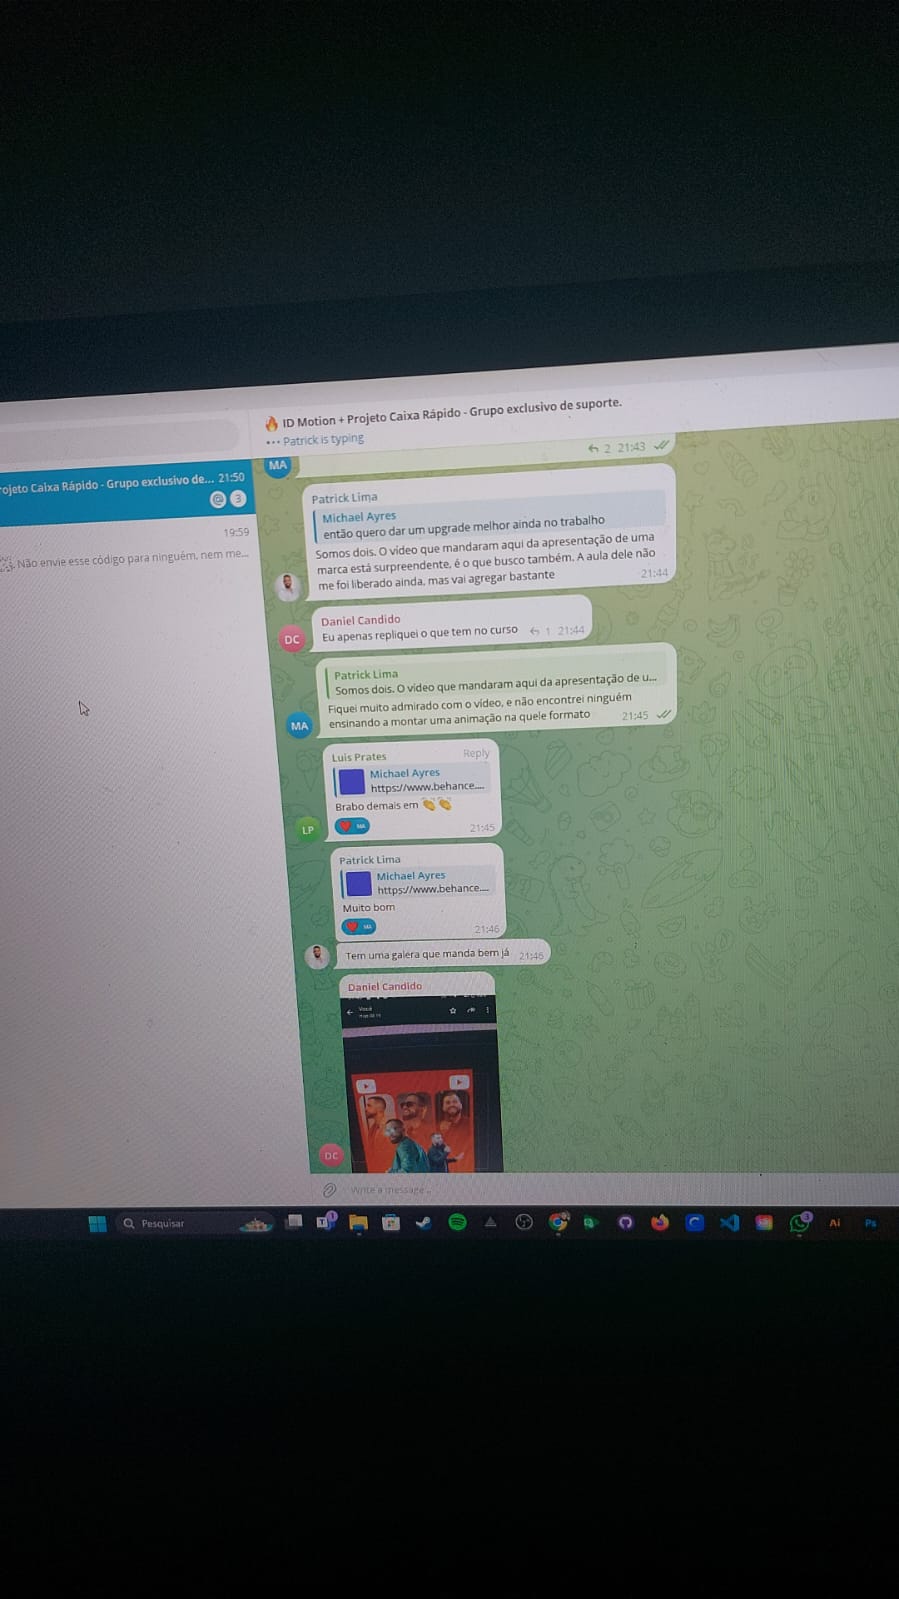 🔥 ID Motion + Projeto Caixa Rápido - Grupo exclusivo de suporte.
••• Patrick is typing
rojeto Caixa Rápido - Grupo exclusivo de... 21:50
@ 3
19:59
Não envie esse código para ninguém, nem me...
MA
2 21:43
Patrick Lima
Michael Ayres
então quero dar um upgrade melhor ainda no trabalho
Somos dois. O vídeo que mandaram aqui da apresentação de uma
marca está surpreendente, é o que busco também. A aula dele não
me foi liberado ainda, mas vai agregar bastante 21:44
Daniel Candido
Eu apenas repliquei o que tem no curso 1 21:44
DC
Patrick Lima
Somos dois. O vídeo que mandaram aqui da apresentação de u...
Fiquei muito admirado com o vídeo, e não encontrei ninguém
ensinando a montar uma animação na quele formato 21:45
MA
Luis Prates Reply
Michael Ayres
https://www.behance....
Brabo demais em 👏👏
❤️ MA
21:45
LP
Patrick Lima
Michael Ayres
https://www.behance....
Muito bom
❤️ MA
21:46
Tem uma galera que manda bem já 21:46
Daniel Candido
Você
DC
Write a message...
Pesquisar
1
3
Ai
Ps